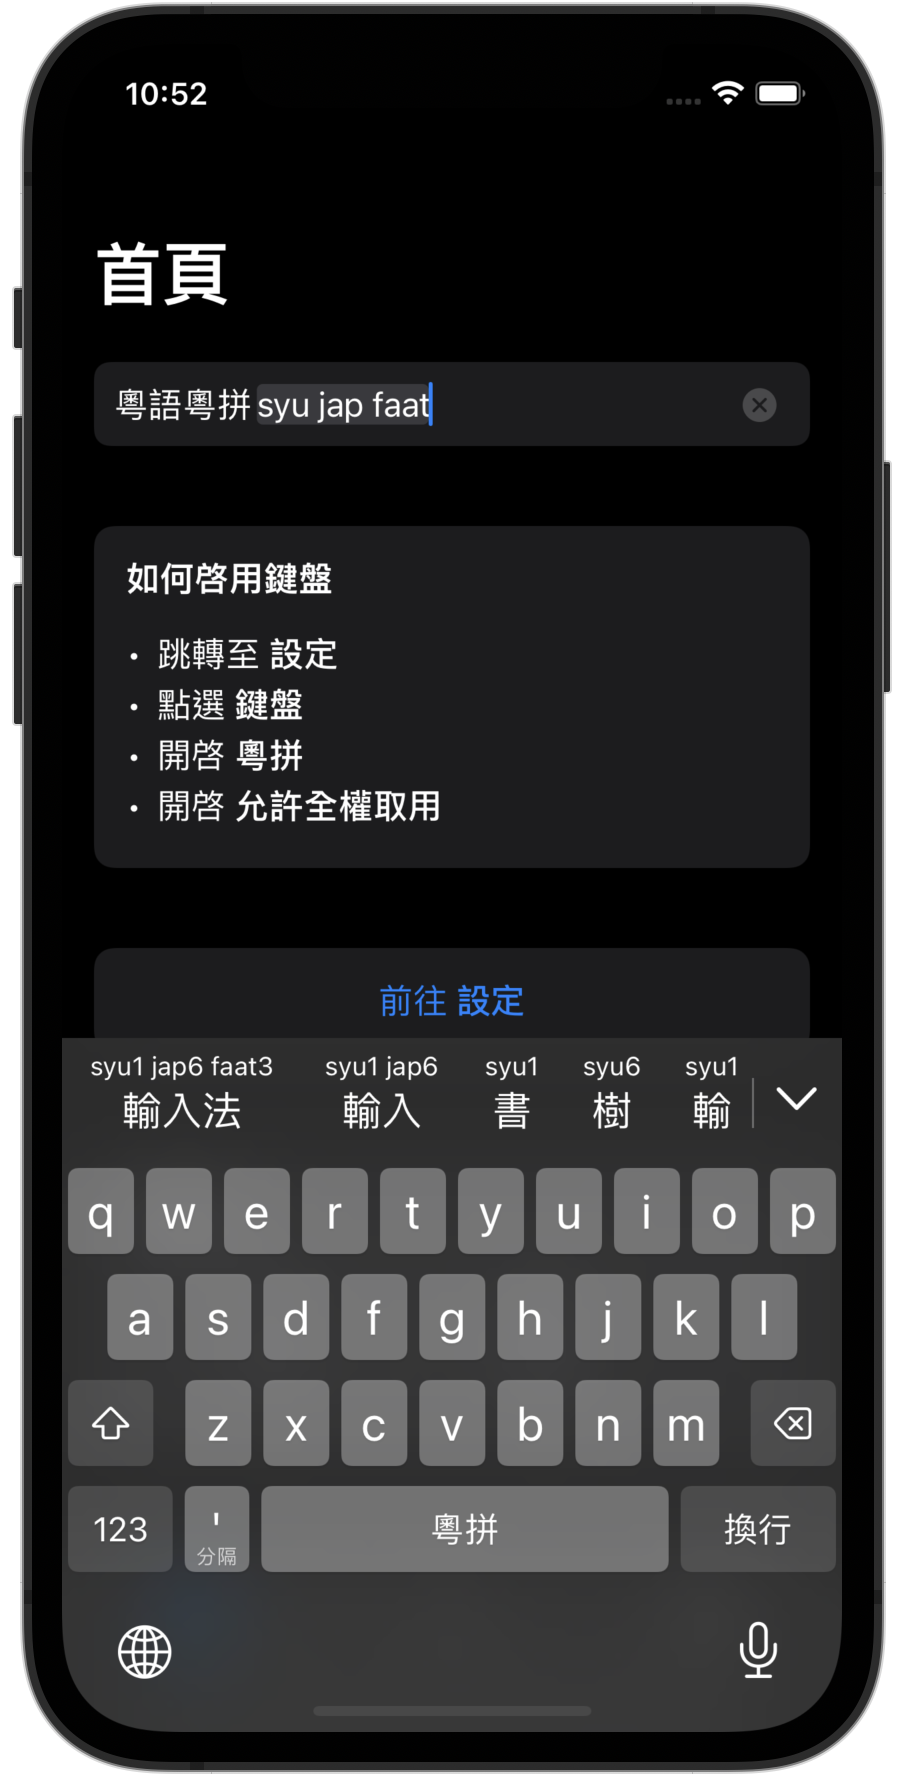 10:52
首頁
粵語粵拼 syu jap faat
如何啓用鍵盤
• 跳轉至 設定
• 點選 鍵盤
• 開啓 粵拼
• 開啓 允許全權取用
前往 設定
syu1 jap6 faat3 syu1 jap6 syu1 syu6 syu1
輸入法 輸入 書 樹 輸
q w e r t y u i o p
a s d f g h j k l
z x c v b n m
123 ' 分隔 粵拼 換行